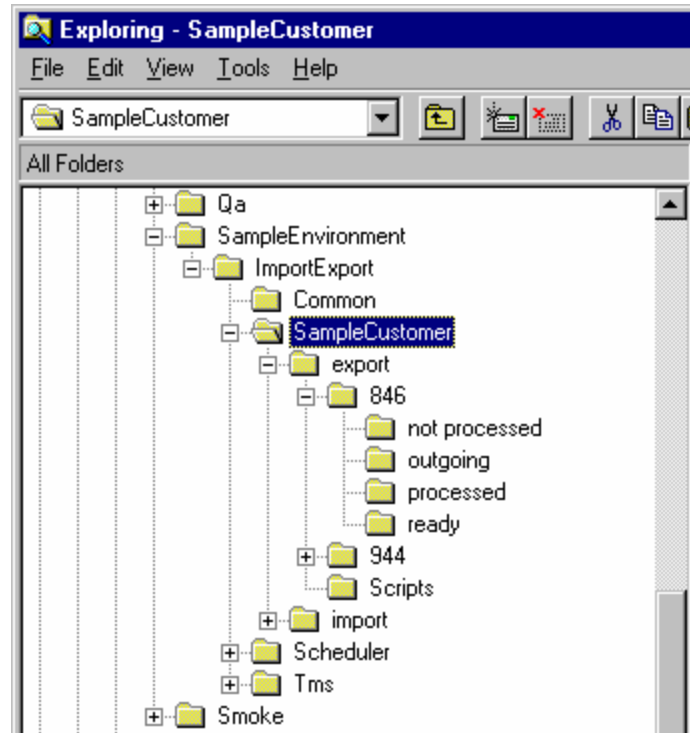 Exploring - SampleCustomer
File Edit View Tools Help
SampleCustomer
All Folders
Qa
SampleEnvironment
ImportExport
Common
SampleCustomer
export
846
not processed
outgoing
processed
ready
944
Scripts
import
Scheduler
Tms
Smoke